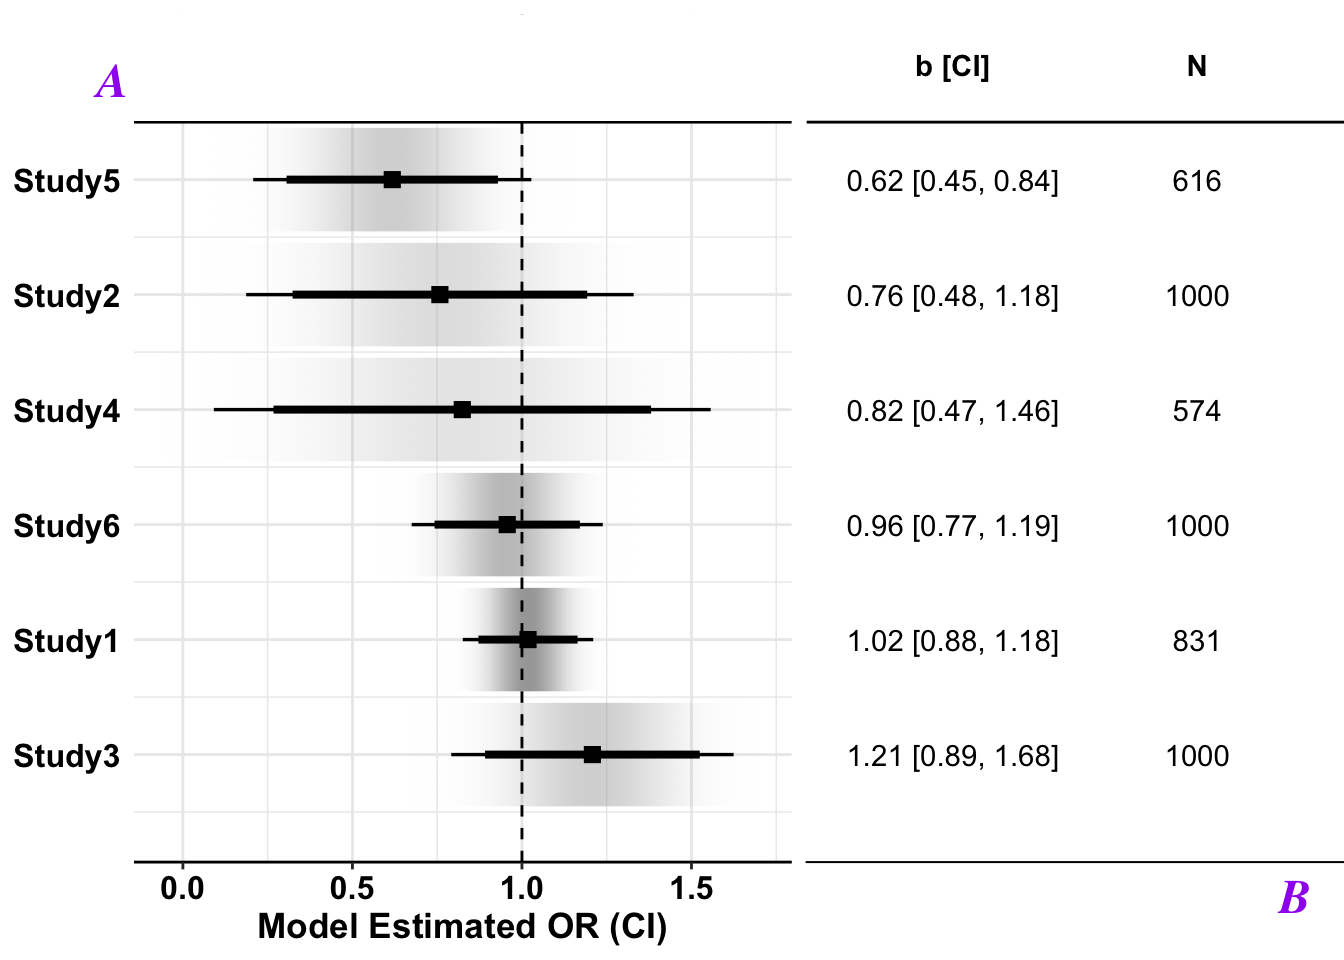 A
b [CI] N
Study5 0.62 [0.45, 0.84] 616
Study2 0.76 [0.48, 1.18] 1000
Study4 0.82 [0.47, 1.46] 574
Study6 0.96 [0.77, 1.19] 1000
Study1 1.02 [0.88, 1.18] 831
Study3 1.21 [0.89, 1.68] 1000
0.0 0.5 1.0 1.5
Model Estimated OR (CI)
B